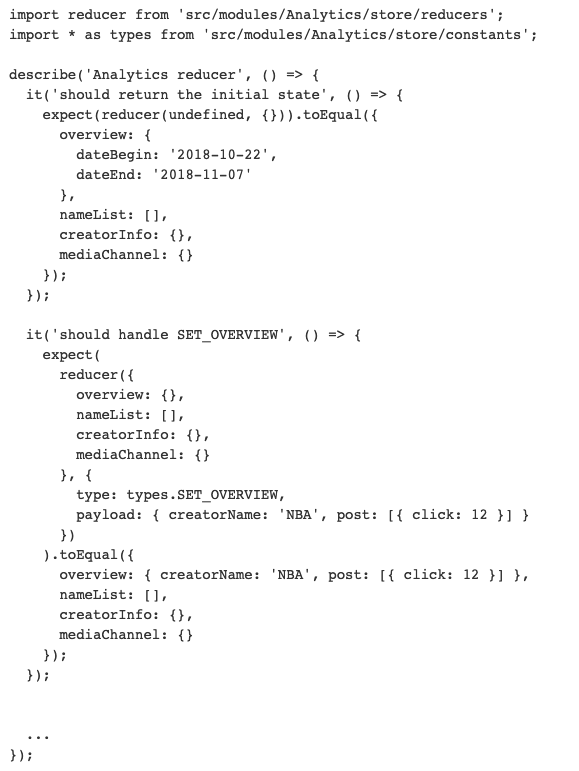 import reducer from 'src/modules/Analytics/store/reducers';
import * as types from 'src/modules/Analytics/store/constants';

describe('Analytics reducer', () => {
  it('should return the initial state', () => {
    expect(reducer(undefined, {})).toEqual({
      overview: {
        dateBegin: '2018-10-22',
        dateEnd: '2018-11-07'
      },
      nameList: [],
      creatorInfo: {},
      mediaChannel: {}
    });
  });

  it('should handle SET_OVERVIEW', () => {
    expect(
      reducer({
        overview: {},
        nameList: [],
        creatorInfo: {},
        mediaChannel: {}
      }, {
        type: types.SET_OVERVIEW,
        payload: { creatorName: 'NBA', post: [{ click: 12 }] }
      })
    ).toEqual({
      overview: { creatorName: 'NBA', post: [{ click: 12 }] },
      nameList: [],
      creatorInfo: {},
      mediaChannel: {}
    });
  });

  ...
});